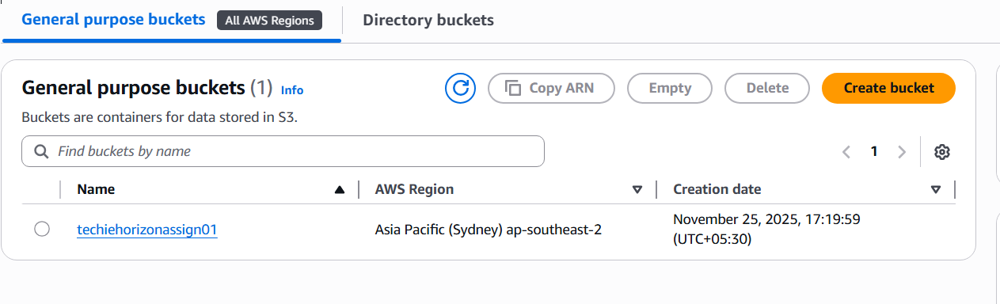 General purpose buckets All AWS Regions Directory buckets
General purpose buckets (1) Info
Copy ARN Empty Delete Create bucket
Buckets are containers for data stored in S3.
Find buckets by name
1
Name AWS Region Creation date
techiehorizonassign01 Asia Pacific (Sydney) ap-southeast-2 November 25, 2025, 17:19:59
(UTC+05:30)